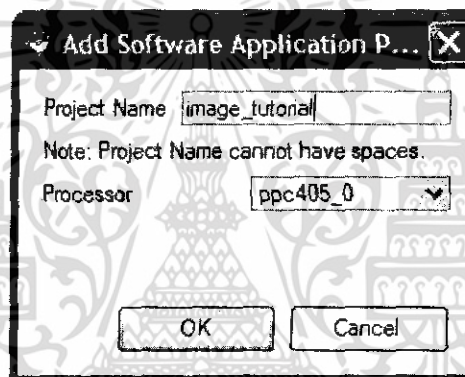 Add Software Application P...
Project Name image_tutorial
Note: Project Name cannot have spaces.
Processor ppc405_0
OK Cancel